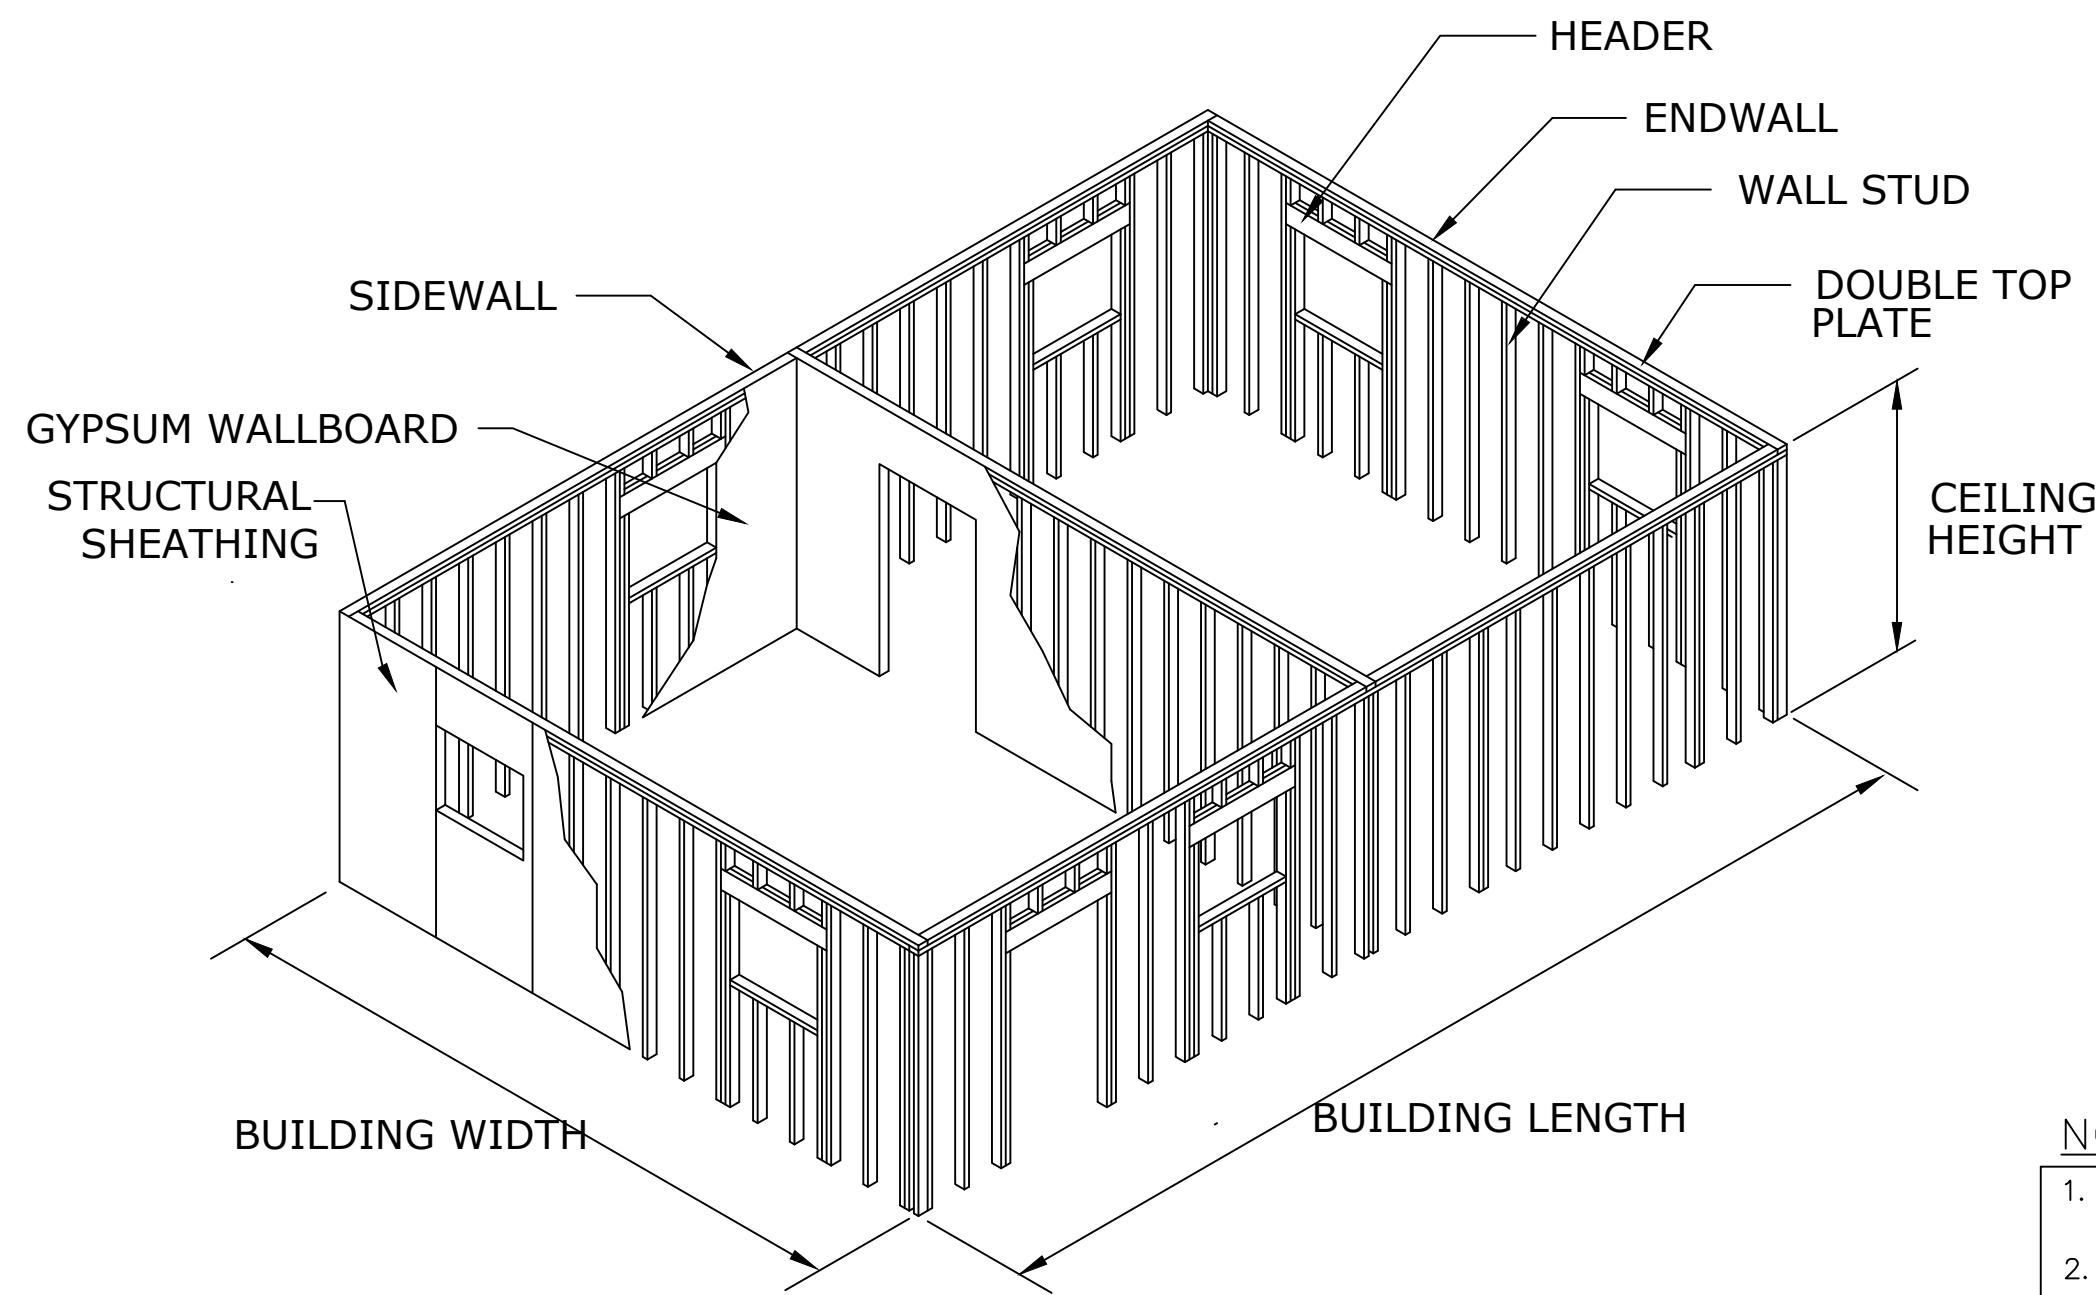 HEADER
ENDWALL
WALL STUD
DOUBLE TOP
PLATE
SIDEWALL
GYPSUM WALLBOARD
STRUCTURAL
SHEATHING
CEILING
HEIGHT
BUILDING WIDTH
BUILDING LENGTH
1.
2.